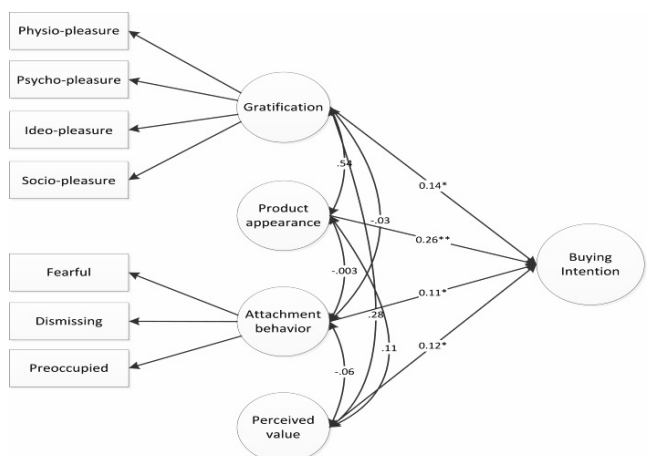 Physio-pleasure
Psycho-pleasure
Ideo-pleasure
Socio-pleasure
Gratification
.54
0.14*
Product
appearance
-.03
0.26**
Buying
Intention
Fearful
Dismissing
Preoccupied
-.003
Attachment
behavior
0.11*
.28
.11
0.12*
-.06
Perceived
value